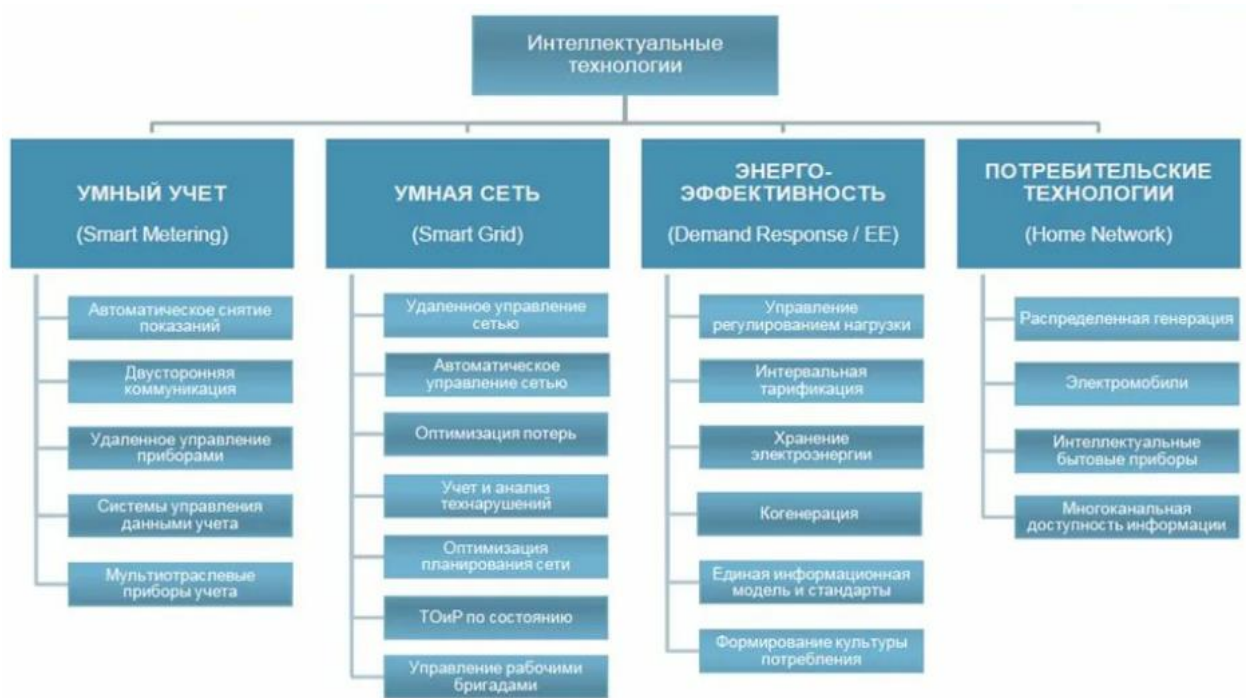 Интеллектуальные
технологии
УМНЫЙ УЧЕТ
(Smart Metering)
Автоматическое снятие
показаний
Двусторонняя
коммуникация
Удаленное управление
приборами
Системы управления
данными учета
Мультиотраслевые
приборы учета
УМНАЯ СЕТЬ
(Smart Grid)
Удаленное управление
сетью
Автоматическое
управление сетью
Оптимизация потерь
Учет и анализ
технарушений
Оптимизация
планирования сети
ТОиР по состоянию
Управление рабочими
бригадами
ЭНЕРГО-
ЭФФЕКТИВНОСТЬ
(Demand Response / EE)
Управление
регулированием нагрузки
Интервальная
тарификация
Хранение
электроэнергии
Когенерация
Единая информационная
модель и стандарты
Формирование культуры
потребления
ПОТРЕБИТЕЛЬСКИЕ
ТЕХНОЛОГИИ
(Home Network)
Распределенная генерация
Электромобили
Интеллектуальные
бытовые приборы
Многоканальная
доступность информации